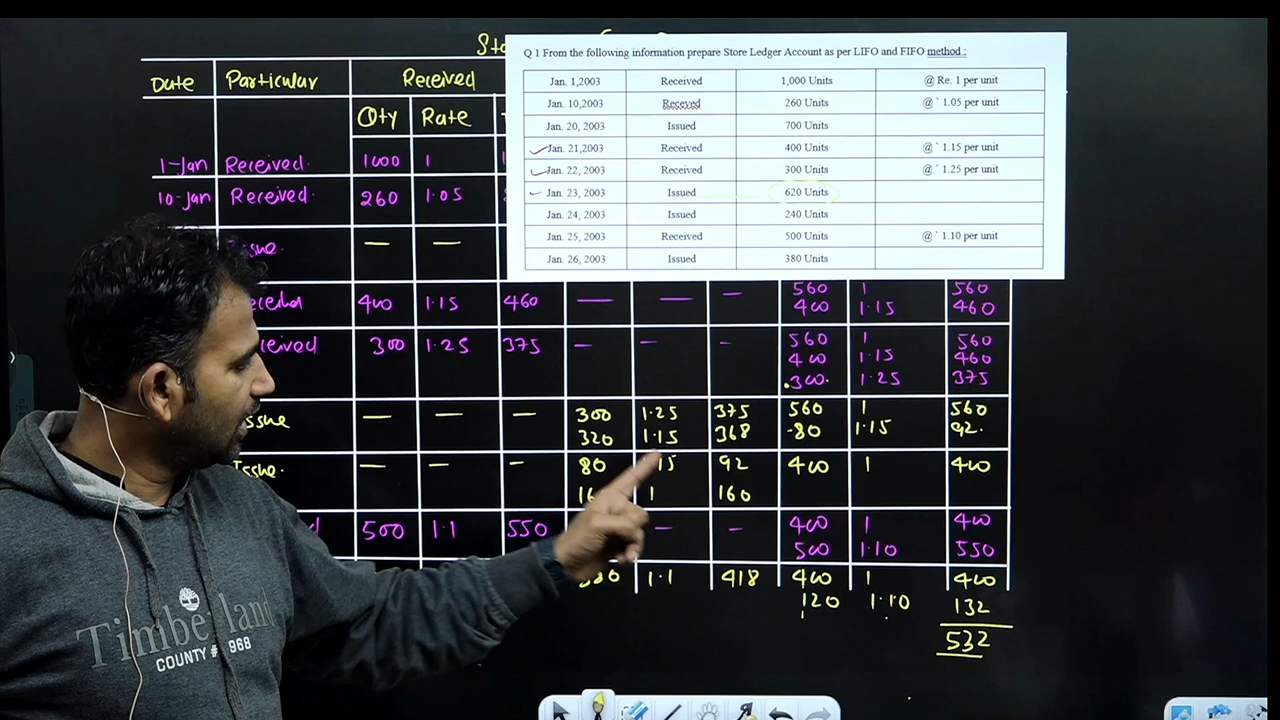 St
Q 1 From the following information prepare Store Ledger Account as per LIFO and FIFO method :
Jan. 1,2003 Received 1,000 Units @ Re. 1 per unit
Jan. 10,2003 Receved 260 Units @ ` 1.05 per unit
Jan. 20, 2003 Issued 700 Units
Jan. 21,2003 Received 400 Units @ ` 1.15 per unit
Jan. 22, 2003 Received 300 Units @ ` 1.25 per unit
Jan. 23, 2003 Issued 620 Units
Jan. 24, 2003 Issued 240 Units
Jan. 25, 2003 Received 500 Units @ ` 1.10 per unit
Jan. 26, 2003 Issued 380 Units
Date Particular Received
Qty Rate
1-Jan Received. 1000 1
10-Jan Received. 260 1.05
— —
400 1.15 460 — — — 560 1 560
400 1.15 460
300 1.25 375 — — — 560 1 560
400 1.15 460
300. 1.25 375
— — — 300 1.25 375 560 1 560
320 1.15 368 80 1.15 92.
Issue. — — — 80 15 92 400 1 400
1 160
500 1.1 550 — — 400 1 400
500 1.10 550
380 1.1 418 400 1 400
120 1.10 132
532
Timberland
COUNTY # 968